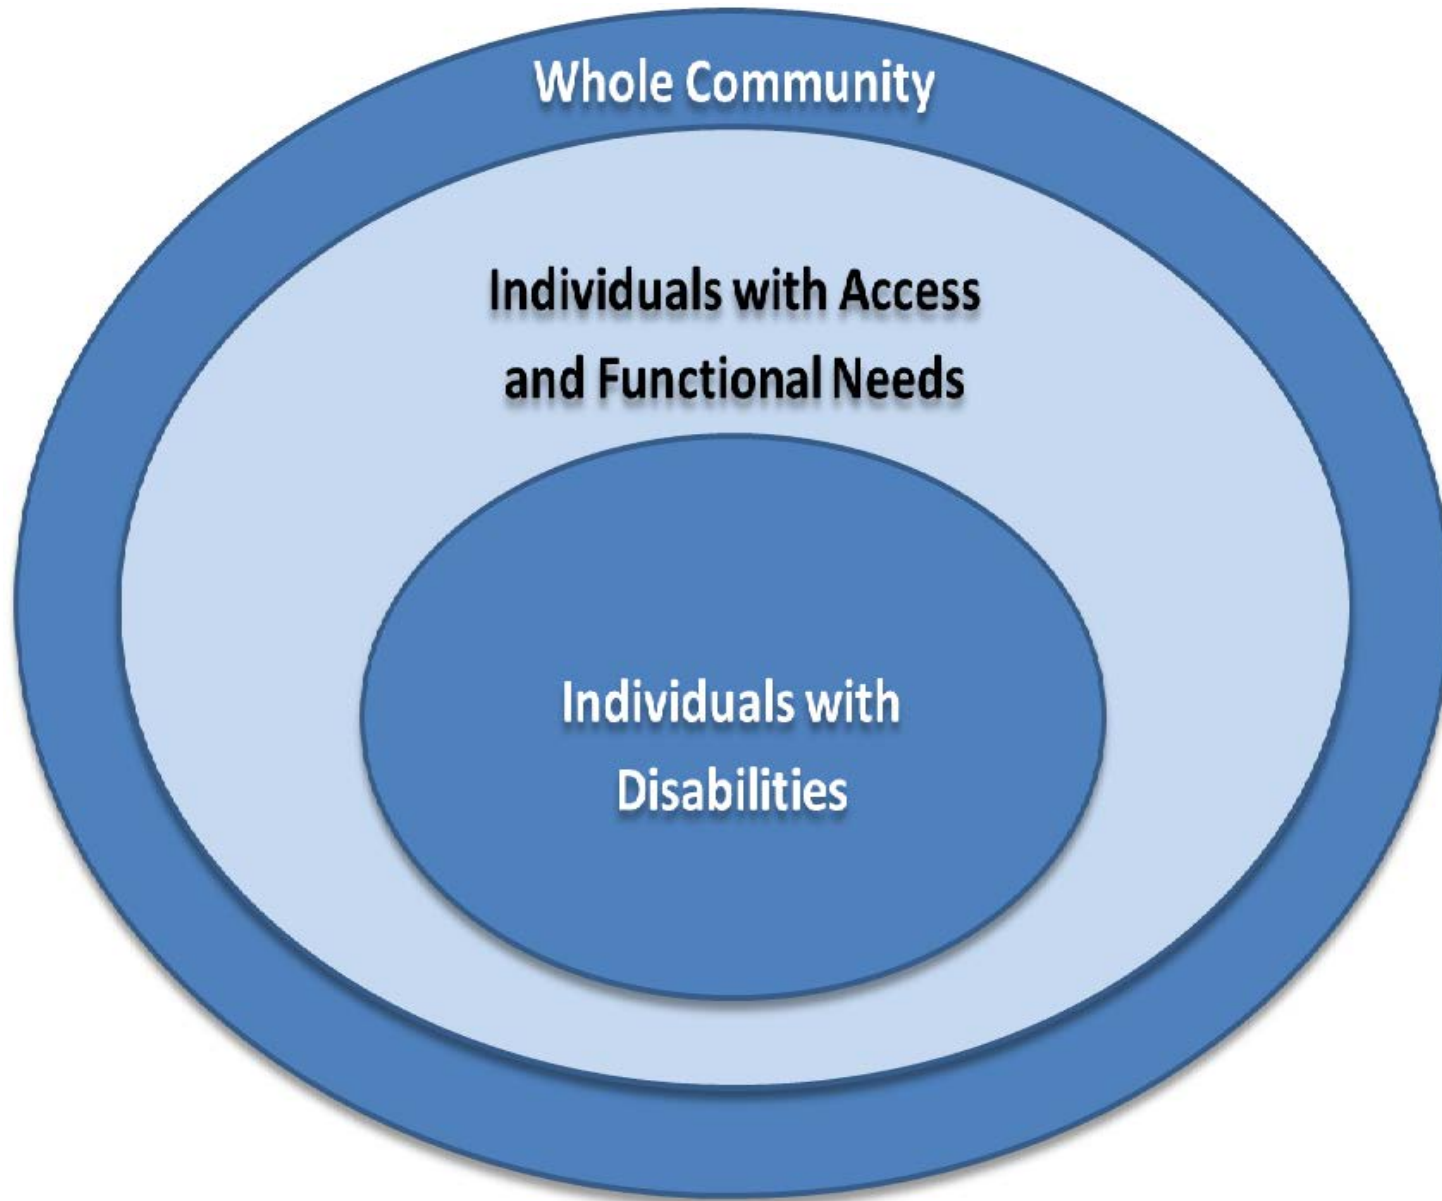 Whole Community
Individuals with Access
and Functional Needs
Individuals with
Disabilities